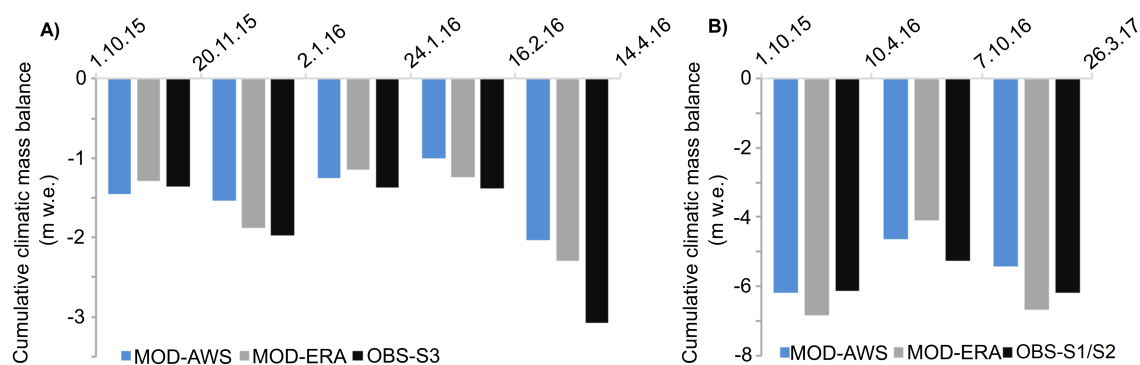 A)
1.10.15
20.11.15
2.1.16
24.1.16
16.2.16
14.4.16
Cumulative climatic mass balance
(m w.e.)
0
-1
-2
-3
MOD-AWS MOD-ERA OBS-S3
B)
1.10.15
10.4.16
7.10.16
26.3.17
Cumulative climatic mass balance
(m w.e.)
0
-2
-4
-6
-8
MOD-AWS MOD-ERA OBS-S1/S2